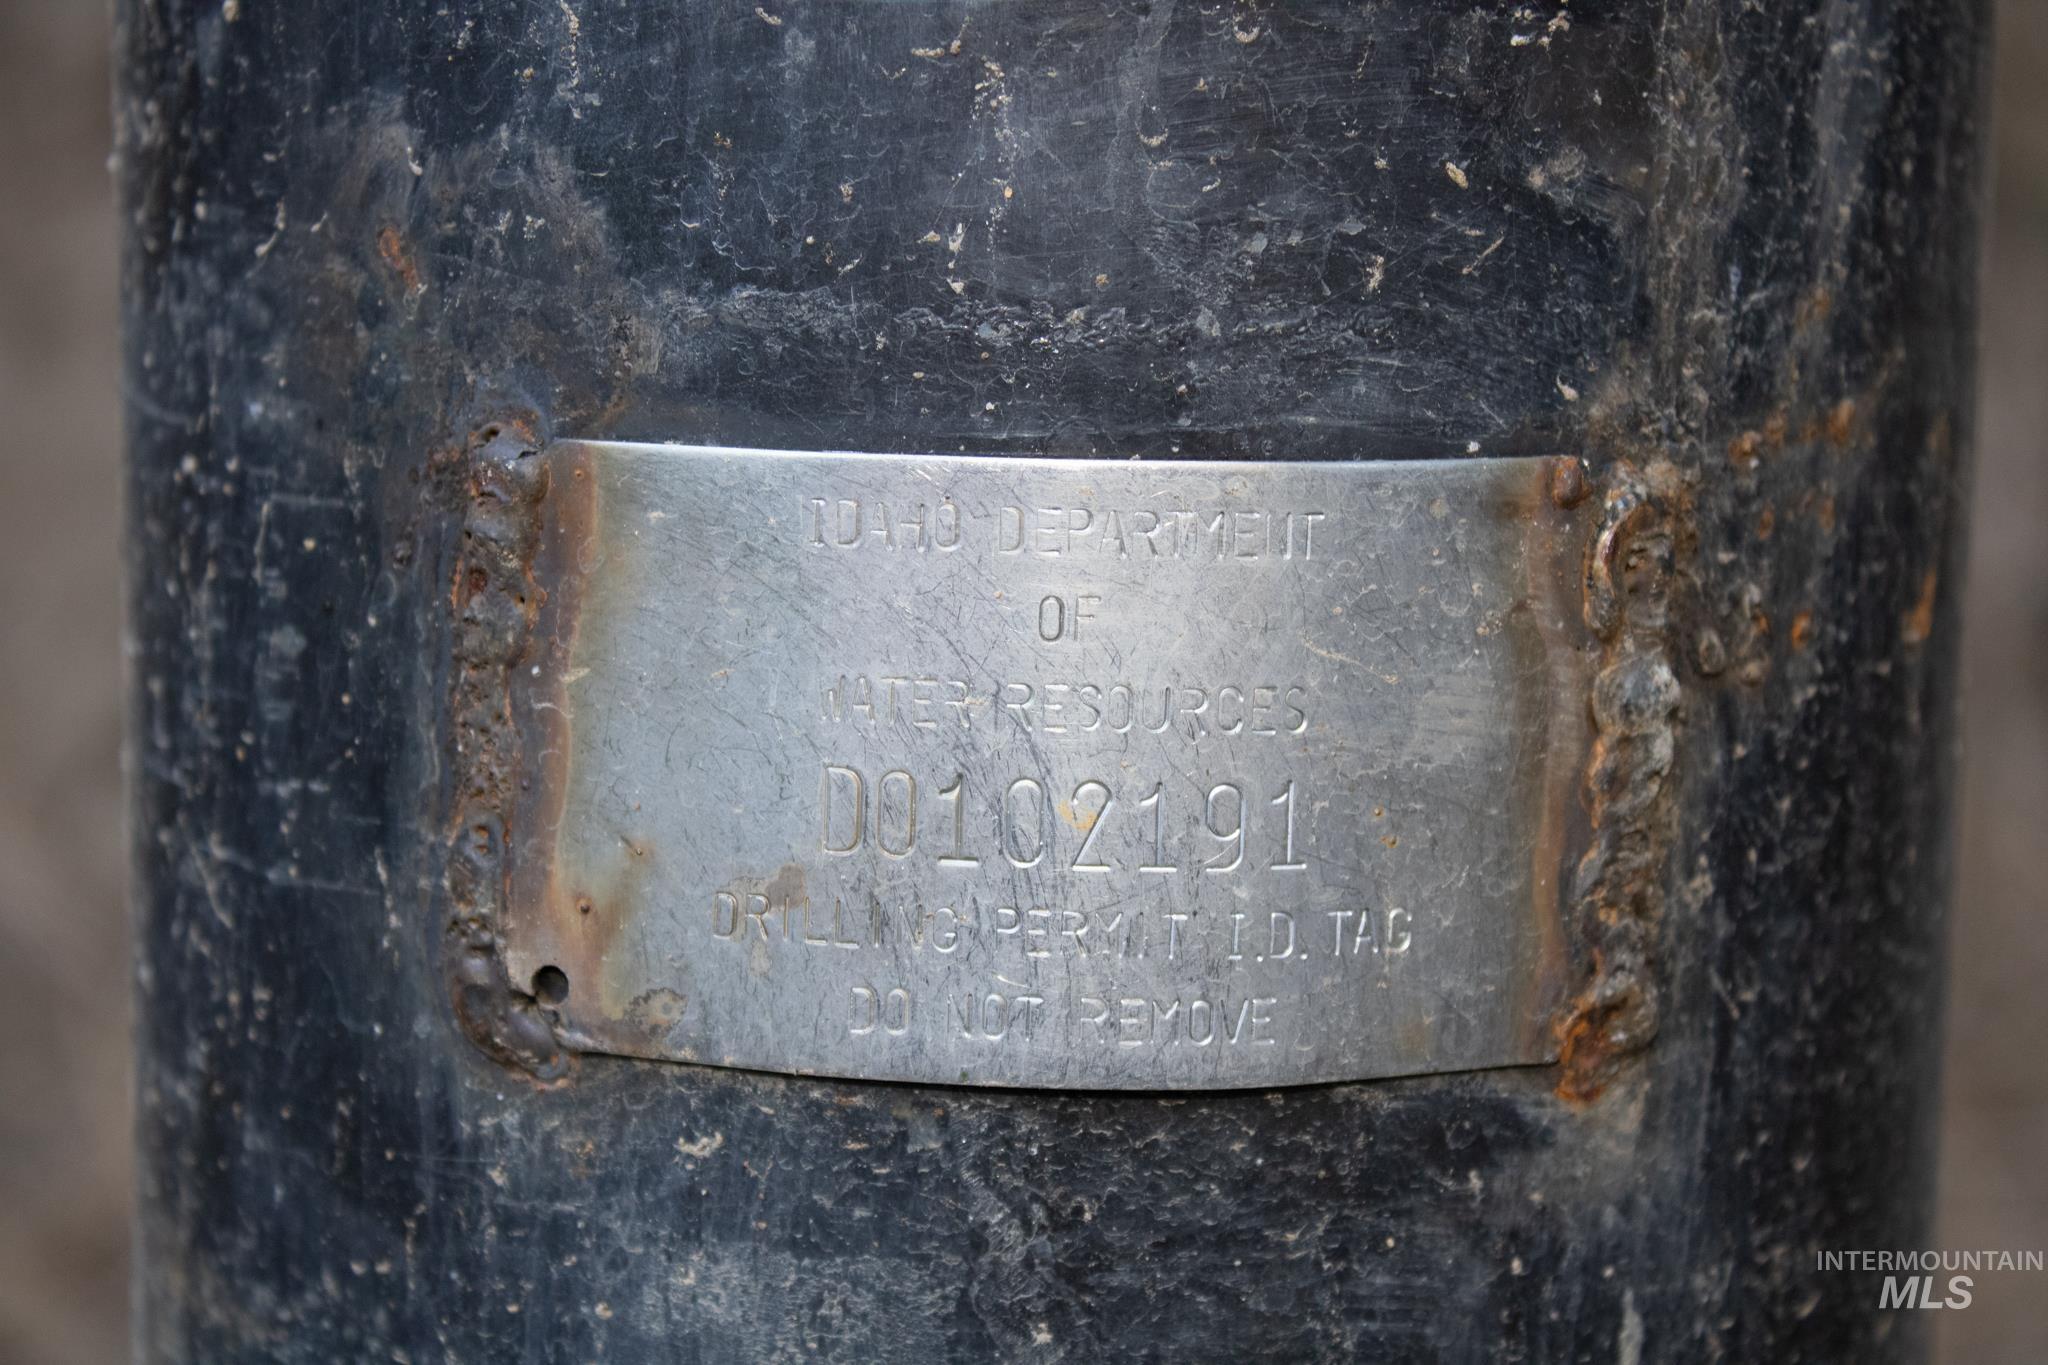 IDAHO DEPARTMENT
OF
WATER RESOURCES
D0102191
DRILLING PERMIT I.D. TAG
DO NOT REMOVE
INTERMOUNTAIN
MLS